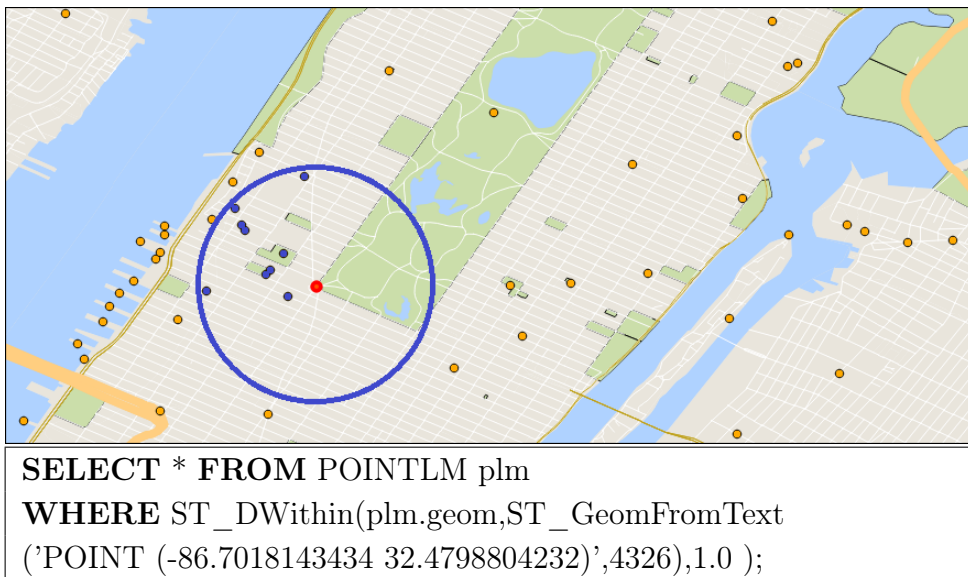 SELECT * FROM POINTLM plm
WHERE ST_DWithin(plm.geom,ST_GeomFromText
('POINT (-86.7018143434 32.4798804232)',4326),1.0 );